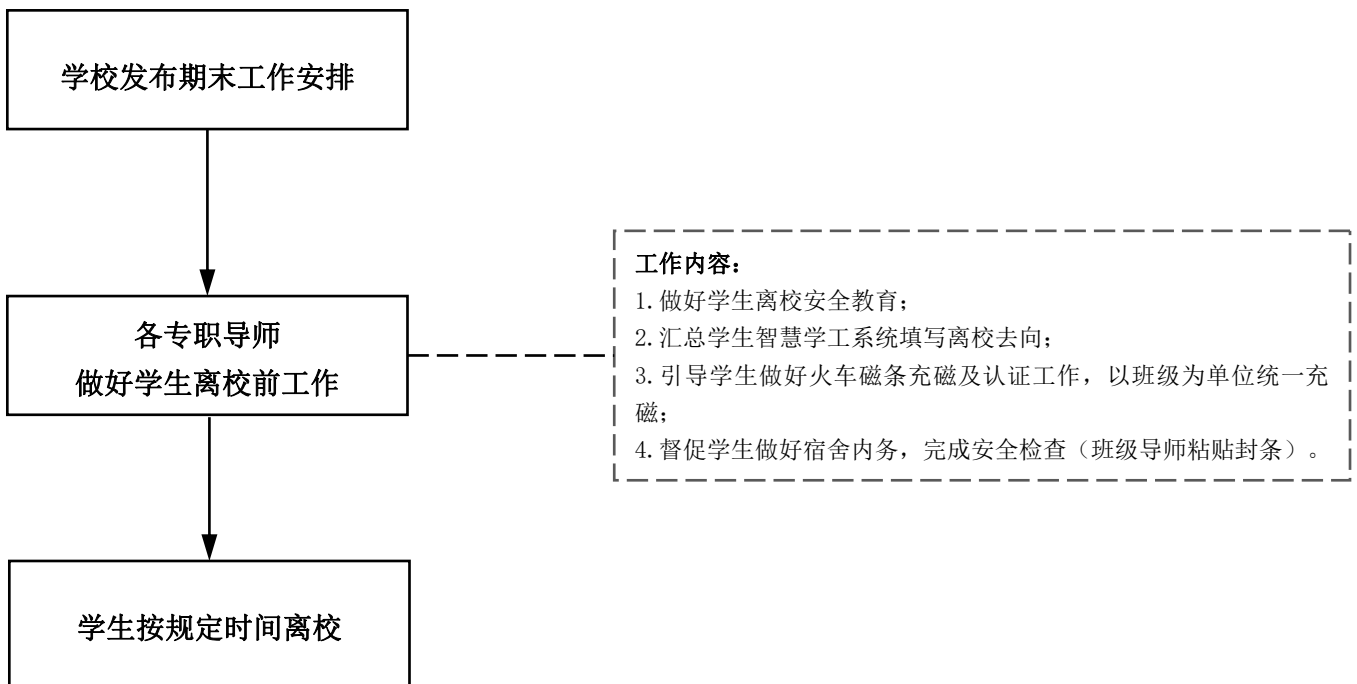 学校发布期末工作安排
各专职导师
做好学生离校前工作
工作内容：
1.做好学生离校安全教育；
2.汇总学生智慧学工系统填写离校去向；
3.引导学生做好火车磁条充磁及认证工作，以班级为单位统一充
磁；
4.督促学生做好宿舍内务，完成安全检查（班级导师粘贴封条）。
学生按规定时间离校